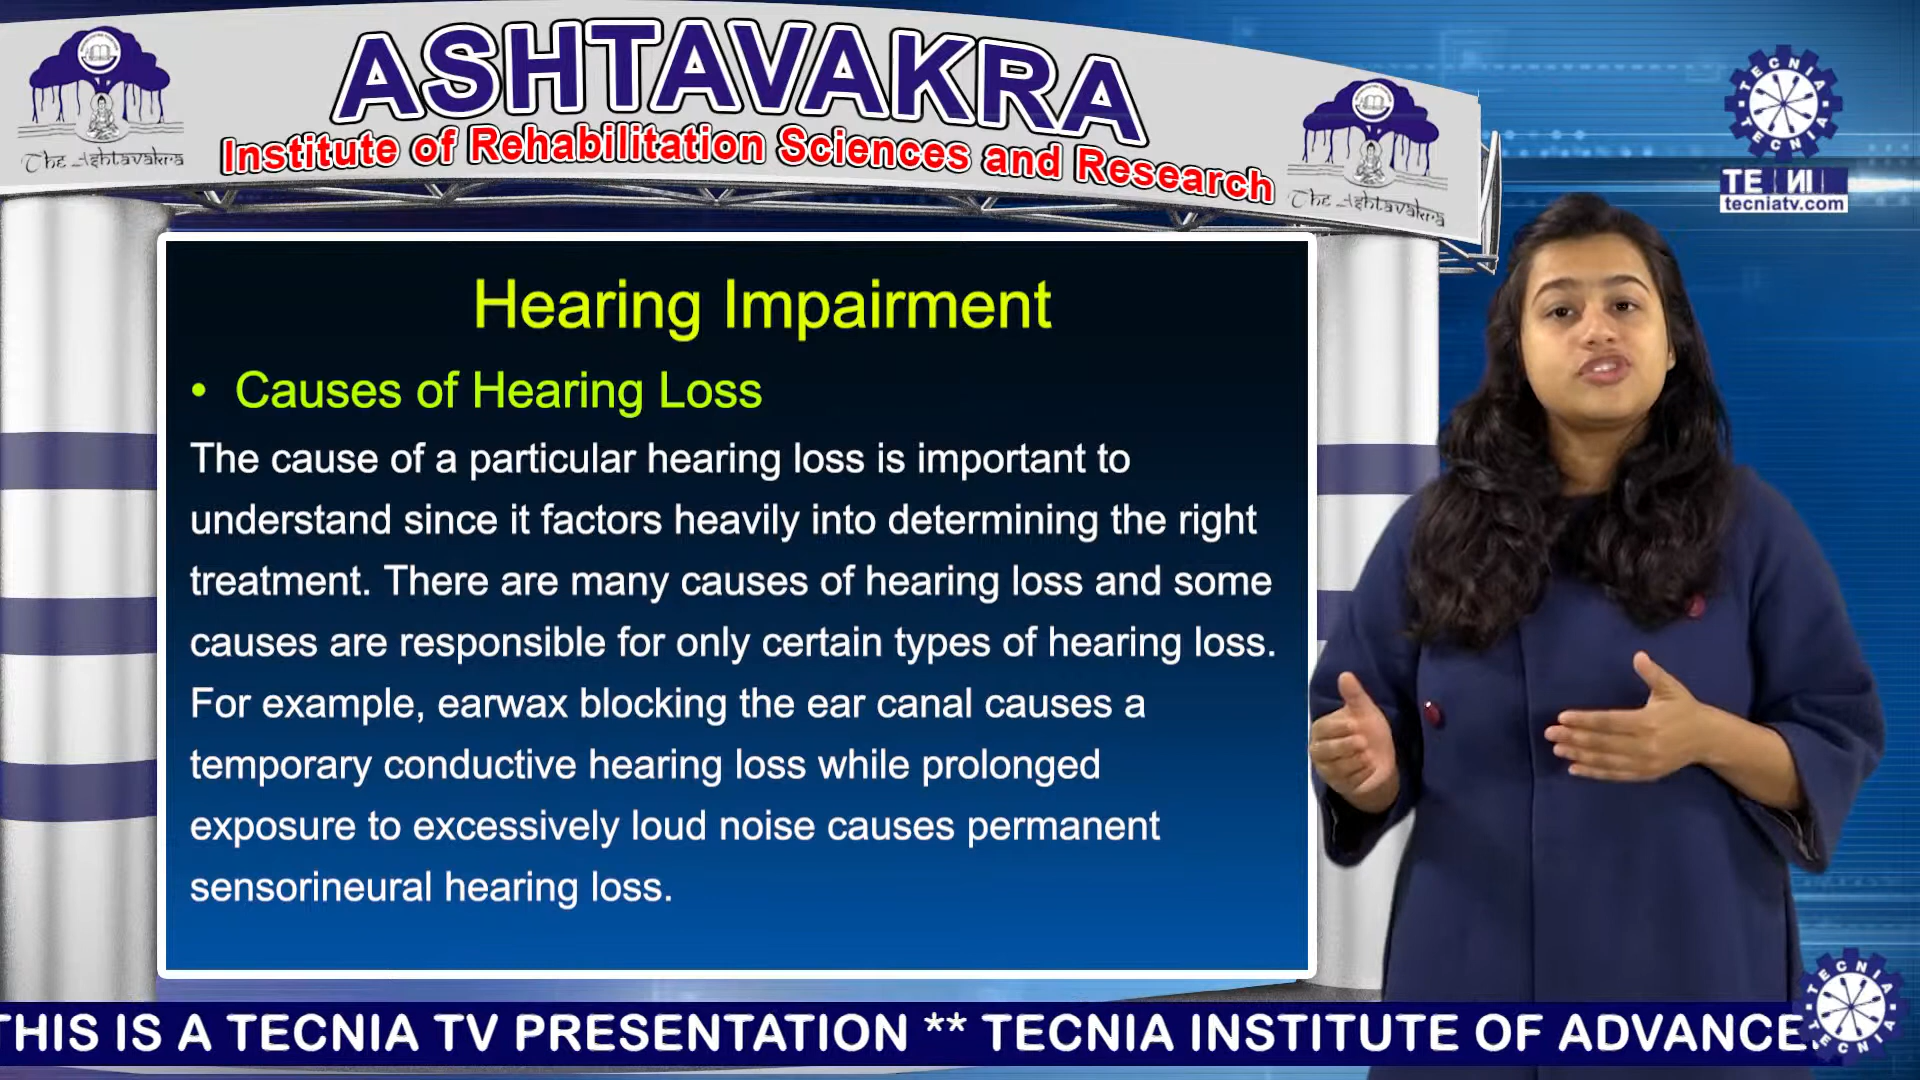 ASHTAVAKRA
Institute of Rehabilitation Sciences and Research
The Ashtavakra
The Ashtavakra
TECNIA
TECNIA
tecniatv.com
Hearing Impairment
• Causes of Hearing Loss
The cause of a particular hearing loss is important to
understand since it factors heavily into determining the right
treatment. There are many causes of hearing loss and some
causes are responsible for only certain types of hearing loss.
For example, earwax blocking the ear canal causes a
temporary conductive hearing loss while prolonged
exposure to excessively loud noise causes permanent
sensorineural hearing loss.
THIS IS A TECNIA TV PRESENTATION ** TECNIA INSTITUTE OF ADVANCE
TECNIA
TECNIA